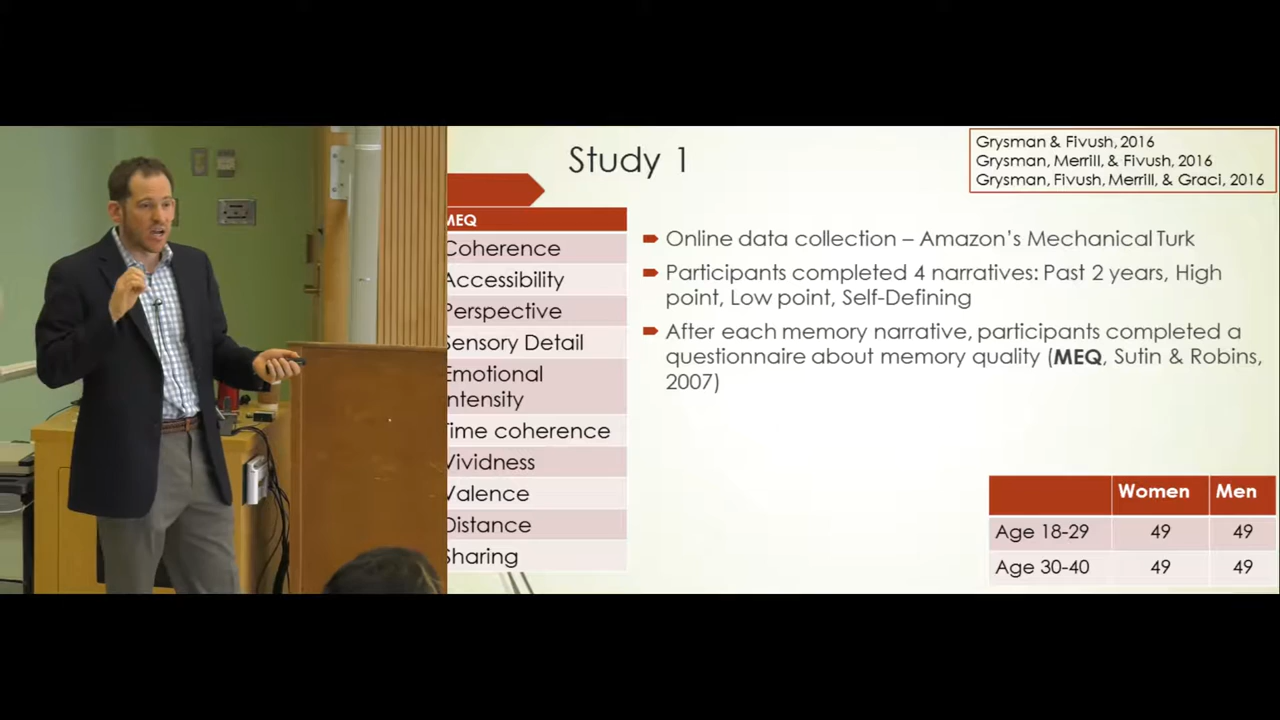 Study 1
Grysman & Fivush, 2016
Grysman, Merrill, & Fivush, 2016
Grysman, Fivush, Merrill, & Graci, 2016
MEQ
Coherence
Accessibility
Perspective
Sensory Detail
Emotional
Intensity
Time coherence
Vividness
Valence
Distance
Sharing
Online data collection – Amazon's Mechanical Turk
Participants completed 4 narratives: Past 2 years, High
point, Low point, Self-Defining
After each memory narrative, participants completed a
questionnaire about memory quality (MEQ, Sutin & Robins,
2007)
Women Men
Age 18-29 49 49
Age 30-40 49 49